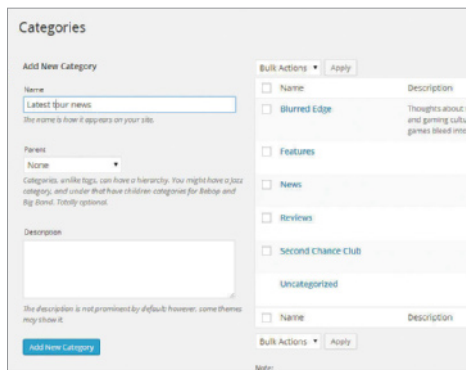 Categories
Add New Category
Name
Latest tour news
The name is how it appears on your site.
Parent
None
Categories, unlike tags, can have a hierarchy. You might have a Jazz
category, and under that have children categories for Bebop and
Big Band. Totally optional.
Description
The description is not prominent by default; however, some themes
may show it.
Add New Category
Bulk Actions Apply
Name Description
Blurred Edge Thoughts about
and gaming cultu
games bleed into
Features
News
Reviews
Second Chance Club
Uncategorized
Name Description
Bulk Actions Apply
Note: